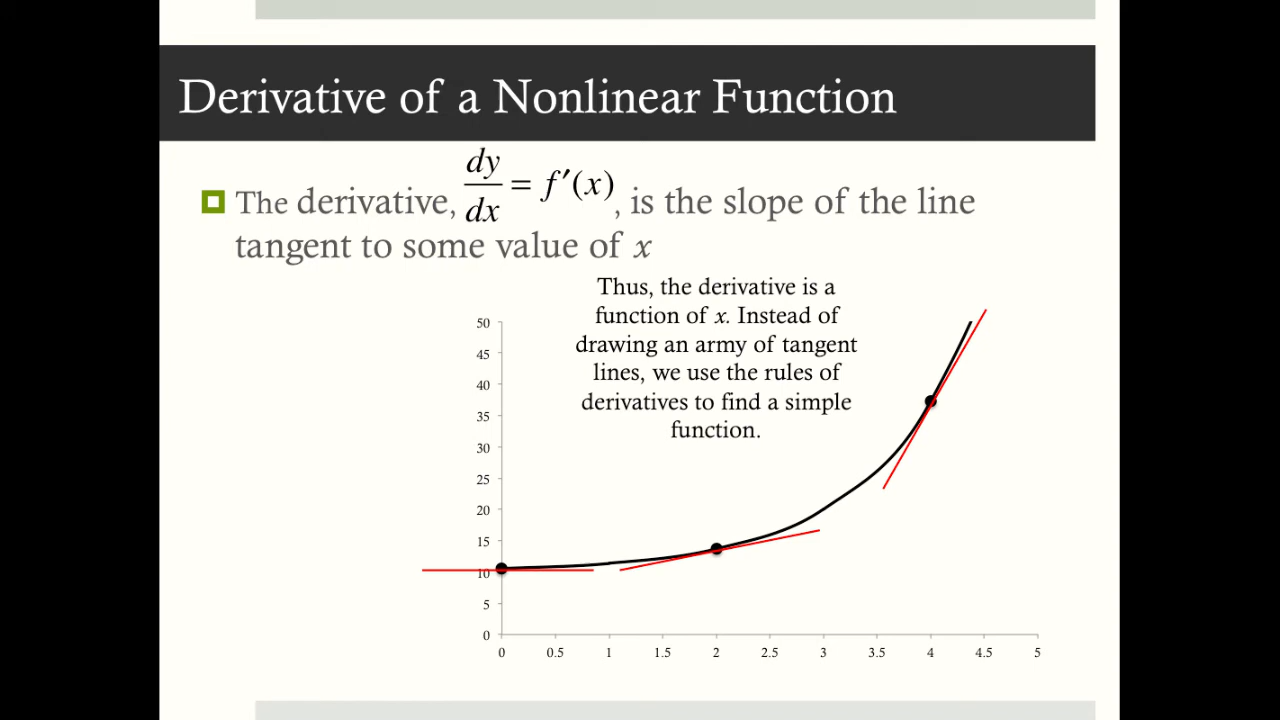 Derivative of a Nonlinear Function
The derivative, dy/dx = f′(x), is the slope of the line
tangent to some value of x
Thus, the derivative is a
function of x. Instead of
drawing an army of tangent
lines, we use the rules of
derivatives to find a simple
function.
50
45
40
35
30
25
20
15
10
5
0
0 0.5 1 1.5 2 2.5 3 3.5 4 4.5 5